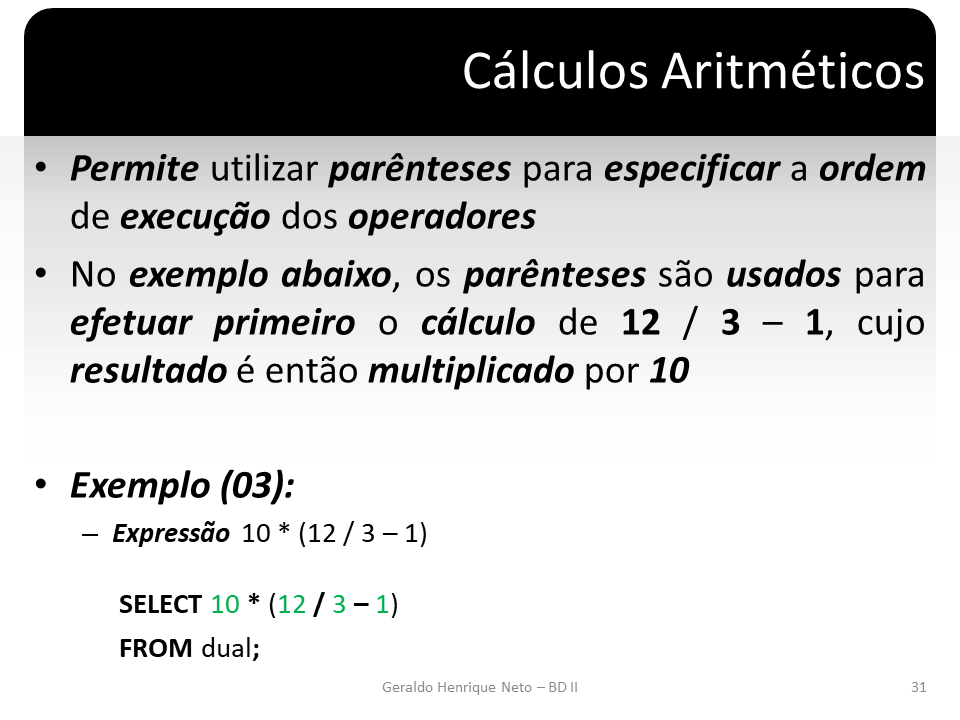 Cálculos Aritméticos
• Permite utilizar parênteses para especificar a ordem
de execução dos operadores
• No exemplo abaixo, os parênteses são usados para
efetuar primeiro o cálculo de 12 / 3 – 1, cujo
resultado é então multiplicado por 10
• Exemplo (03):
– Expressão 10 * (12 / 3 – 1)
SELECT 10 * (12 / 3 – 1)
FROM dual;
Geraldo Henrique Neto – BD II
31